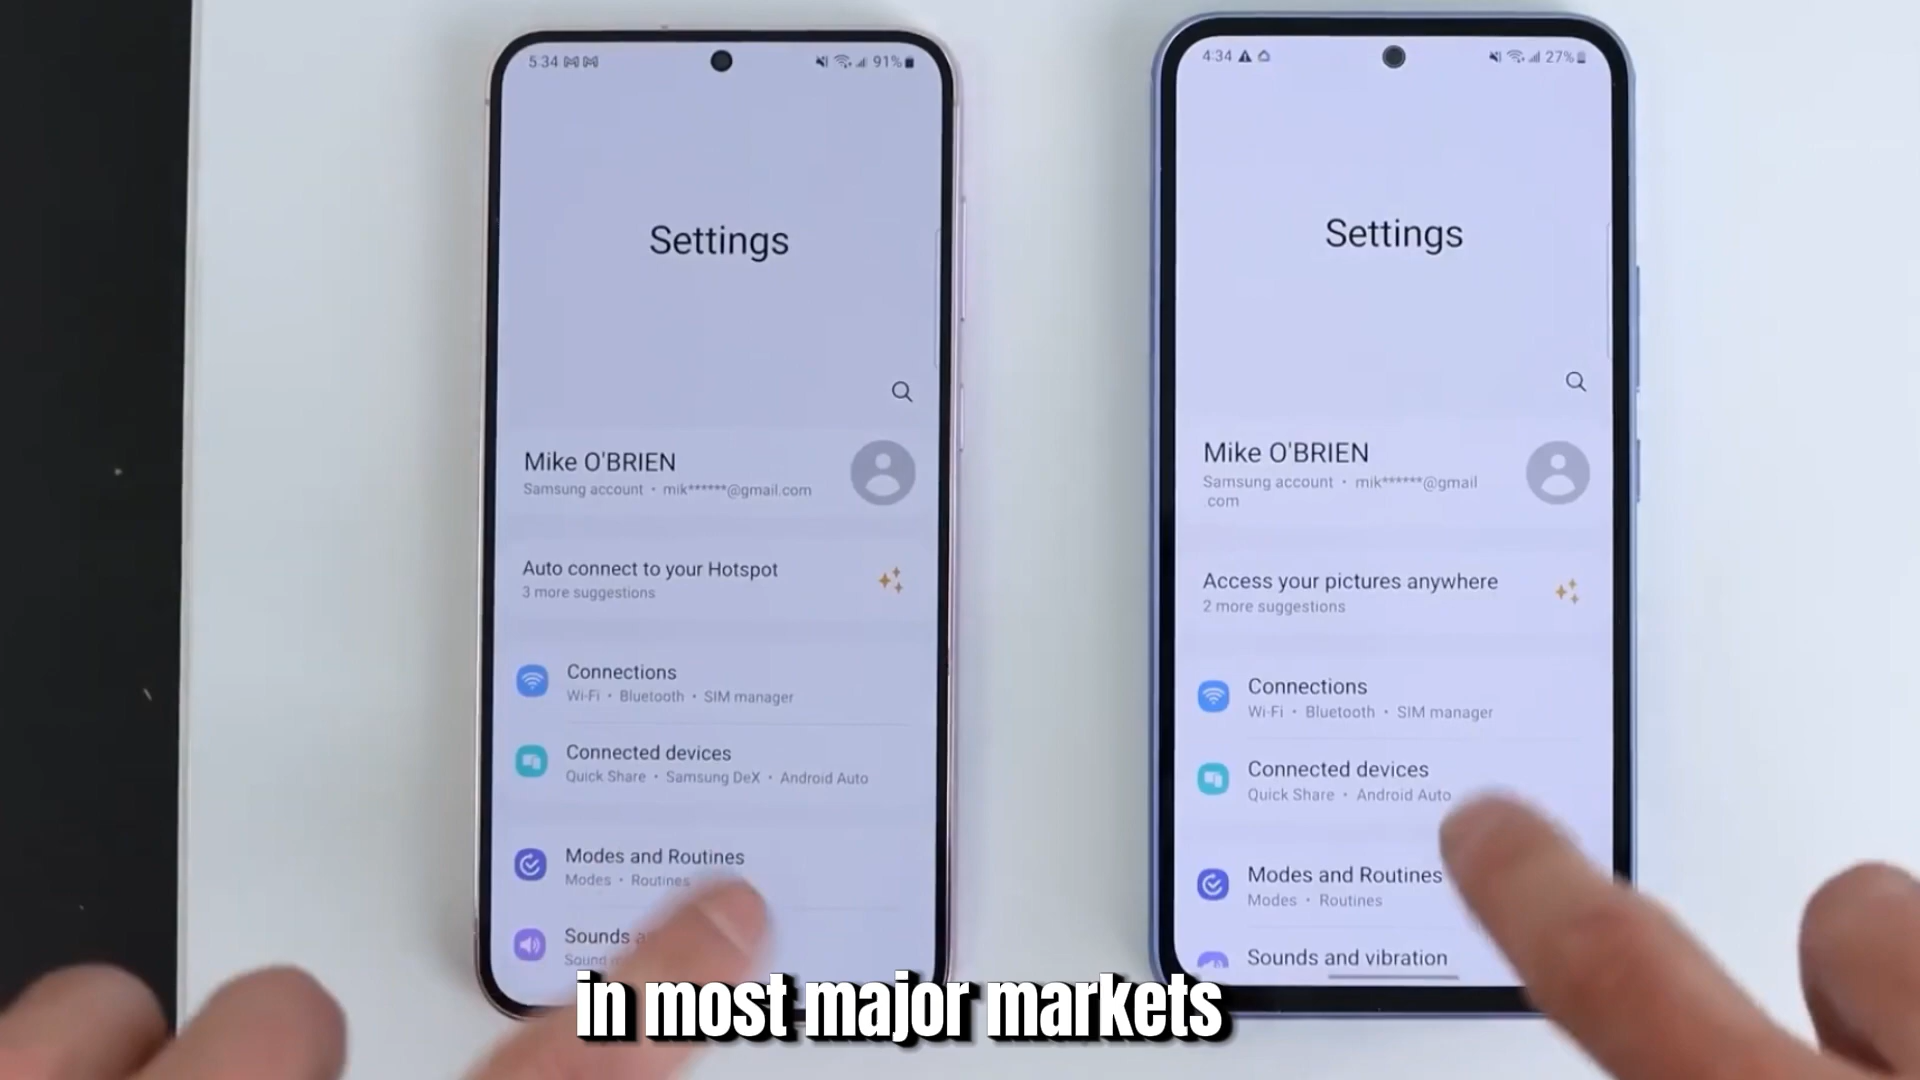 5:34
91%
Settings
Mike O'BRIEN
Samsung account • mik******@gmail.com
Auto connect to your Hotspot
3 more suggestions
Connections
Wi-Fi • Bluetooth • SIM manager
Connected devices
Quick Share • Samsung DeX • Android Auto
Modes and Routines
Modes • Routines
Sounds
Sound
4:34
27%
Settings
Mike O'BRIEN
Samsung account • mik******@gmail
com
Access your pictures anywhere
2 more suggestions
Connections
Wi-Fi • Bluetooth • SIM manager
Connected devices
Quick Share • Android Auto
Modes and Routines
Modes • Routines
Sounds and vibration
in most major markets